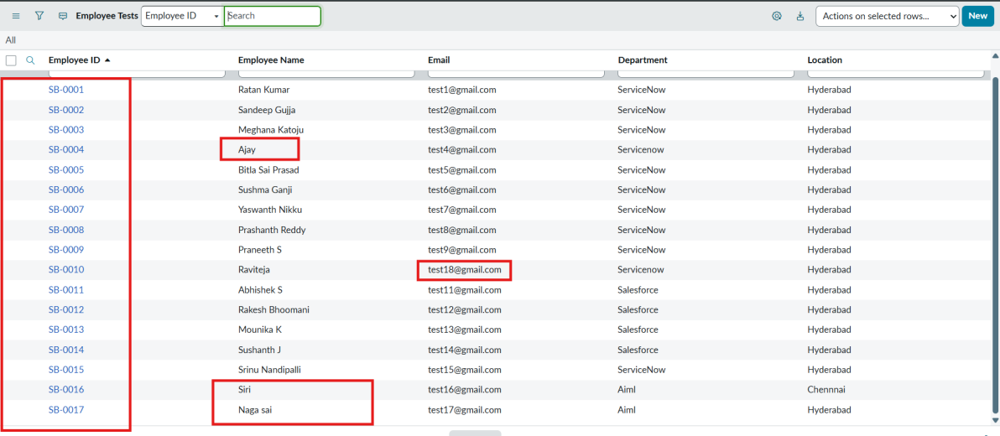 Employee Tests Employee ID Search Actions on selected rows... New
All
Employee ID Employee Name Email Department Location
SB-0001 Ratan Kumar test1@gmail.com ServiceNow Hyderabad
SB-0002 Sandeep Gujja test2@gmail.com ServiceNow Hyderabad
SB-0003 Meghana Katoju test3@gmail.com ServiceNow Hyderabad
SB-0004 Ajay test4@gmail.com Servicenow Hyderabad
SB-0005 Bitla Sai Prasad test5@gmail.com ServiceNow Hyderabad
SB-0006 Sushma Ganji test6@gmail.com ServiceNow Hyderabad
SB-0007 Yaswanth Nikku test7@gmail.com ServiceNow Hyderabad
SB-0008 Prashanth Reddy test8@gmail.com ServiceNow Hyderabad
SB-0009 Praneeth S test9@gmail.com ServiceNow Hyderabad
SB-0010 Raviteja test18@gmail.com Servicenow Hyderabad
SB-0011 Abhishek S test11@gmail.com Salesforce Hyderabad
SB-0012 Rakesh Bhoomani test12@gmail.com Salesforce Hyderabad
SB-0013 Mounika K test13@gmail.com Salesforce Hyderabad
SB-0014 Sushanth J test14@gmail.com Salesforce Hyderabad
SB-0015 Srinu Nandipalli test15@gmail.com ServiceNow Hyderabad
SB-0016 Siri test16@gmail.com Aiml Chennnai
SB-0017 Naga sai test17@gmail.com Aiml Hyderabad